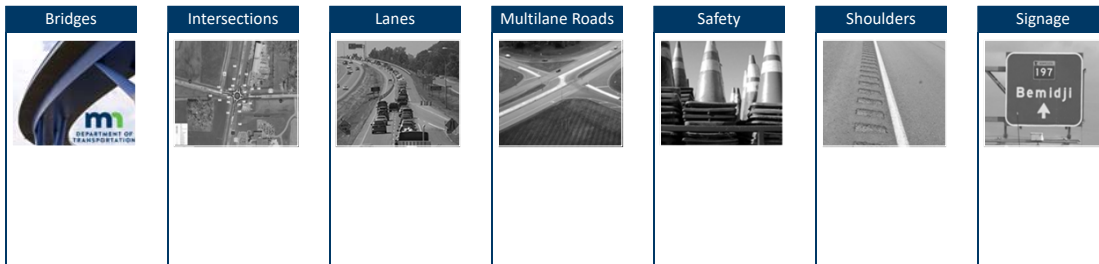 Bridges
Intersections
Lanes
Multilane Roads
Safety
Shoulders
Signage
mn
DEPARTMENT OF
TRANSPORTATION
197
Bemidji